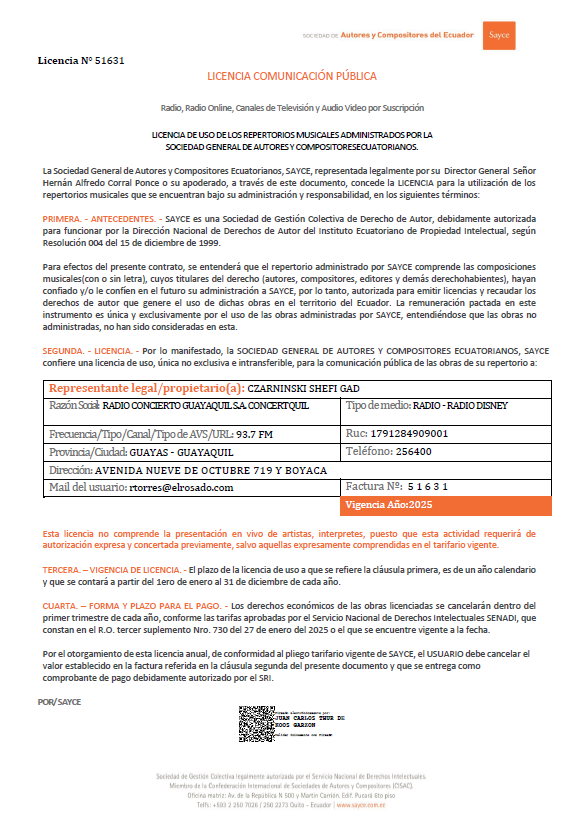 SOCIEDAD DE Autores y Compositores del Ecuador
Sayce
Licencia Nº 51631
LICENCIA COMUNICACIÓN PÚBLICA
Radio, Radio Online, Canales de Televisión y Audio Video por Suscripción
LICENCIA DE USO DE LOS REPERTORIOS MUSICALES ADMINISTRADOS POR LA
SOCIEDAD GENERAL DE AUTORES Y COMPOSITORES ECUATORIANOS.
La Sociedad General de Autores y Compositores Ecuatorianos, SAYCE, representada legalmente por su Director General Señor
Hernán Alfredo Corral Ponce o su apoderado, a través de este documento, concede la LICENCIA para la utilización de los
repertorios musicales que se encuentran bajo su administración y responsabilidad, en los siguientes términos:
PRIMERA. - ANTECEDENTES. - SAYCE es una Sociedad de Gestión Colectiva de Derecho de Autor, debidamente autorizada
para funcionar por la Dirección Nacional de Derechos de Autor del Instituto Ecuatoriano de Propiedad Intelectual, según
Resolución 004 del 15 de diciembre de 1999.
Para efectos del presente contrato, se entenderá que el repertorio administrado por SAYCE comprende las composiciones
musicales(con o sin letra), cuyos titulares del derecho (autores, compositores, editores y demás derechohabientes), hayan
confiado y/o le confíen en el futuro su administración a SAYCE, por lo tanto, autorizada para emitir licencias y recaudar los
derechos de autor que genere el uso de dichas obras en el territorio del Ecuador. La remuneración pactada en este
instrumento es única y exclusivamente por el uso de las obras administradas por SAYCE, entendiéndose que las obras no
administradas, no han sido consideradas en esta.
SEGUNDA. - LICENCIA. - Por lo manifestado, la SOCIEDAD GENERAL DE AUTORES Y COMPOSITORES ECUATORIANOS, SAYCE
confiere una licencia de uso, única no exclusiva e intransferible, para la comunicación pública de las obras de su repertorio a:
Representante legal/propietario(a): CZARNINSKI SHEFI GAD
Razón Social: RADIO CONCIERTO GUAYAQUIL S.A. CONCERTQUIL
Tipo de medio: RADIO - RADIO DISNEY
Frecuencia/Tipo/Canal/Tipo de AVS/URL: 93.7 FM
Ruc: 1791284909001
Provincia/Ciudad: GUAYAS - GUAYAQUIL
Teléfono: 256400
Dirección: AVENIDA NUEVE DE OCTUBRE 719 Y BOYACA
Mail del usuario: rtorres@elrosado.com
Factura Nº: 51631
Vigencia Año:2025
Esta licencia no comprende la presentación en vivo de artistas, interpretes, puesto que esta actividad requerirá de
autorización expresa y concertada previamente, salvo aquellas expresamente comprendidas en el tarifario vigente.
TERCERA. – VIGENCIA DE LICENCIA. - El plazo de la licencia de uso a que se refiere la cláusula primera, es de un año calendario
y que se contará a partir del 1ero de enero al 31 de diciembre de cada año.
CUARTA. – FORMA Y PLAZO PARA EL PAGO. - Los derechos económicos de las obras licenciadas se cancelarán dentro del
primer trimestre de cada año, conforme las tarifas aprobadas por el Servicio Nacional de Derechos Intelectuales SENADI, que
constan en el R.O. tercer suplemento Nro. 730 del 27 de enero del 2025 o el que se encuentre vigente a la fecha.
Por el otorgamiento de esta licencia anual, de conformidad al pliego tarifario vigente de SAYCE, el USUARIO debe cancelar el
valor establecido en la factura referida en la cláusula segunda del presente documento y que se entrega como
comprobante de pago debidamente autorizado por el SRI.
POR/SAYCE
Firmado electrónicamente por:
JUAN CARLOS THUR DE
KOOS GARZON
Validar únicamente con FirmaEC
Sociedad de Gestión Colectiva legalmente autorizada por el Servicio Nacional de Derechos Intelectuales.
Miembro de la Confederación Internacional de Sociedades de Autores y Compositores (CISAC).
Oficina matriz: Av. de la República N 500 y Martín Carrión. Edif. Pucará 6to piso
Telfs.: +593 2 250 7026 / 250 2273 Quito – Ecuador | www.sayce.com.ec